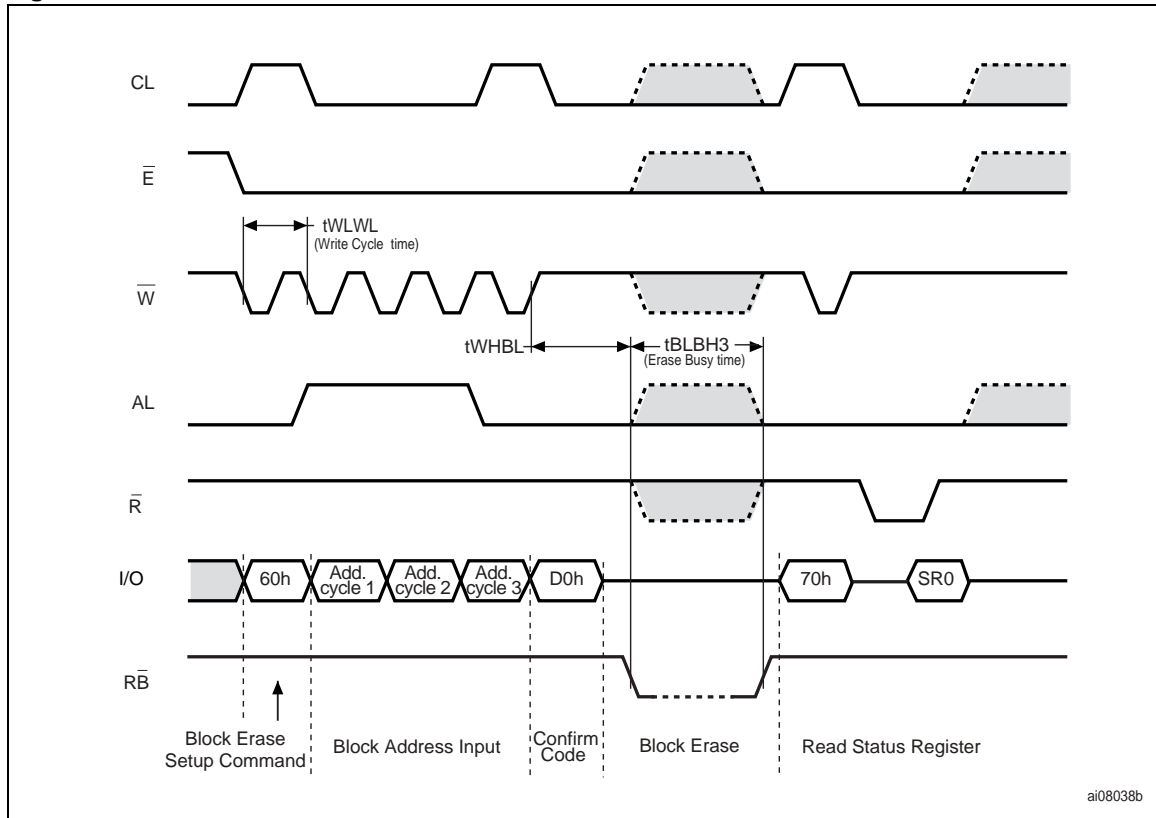 CL
E̅
tWLWL
(Write Cycle time)
W̅
tWHBL
tBLBH3
(Erase Busy time)
AL
R̅
I/O
60h
Add. cycle 1
Add. cycle 2
Add. cycle 3
D0h
70h
SR0
RB̅
Block Erase
Setup Command
Block Address Input
Confirm
Code
Block Erase
Read Status Register
ai08038b